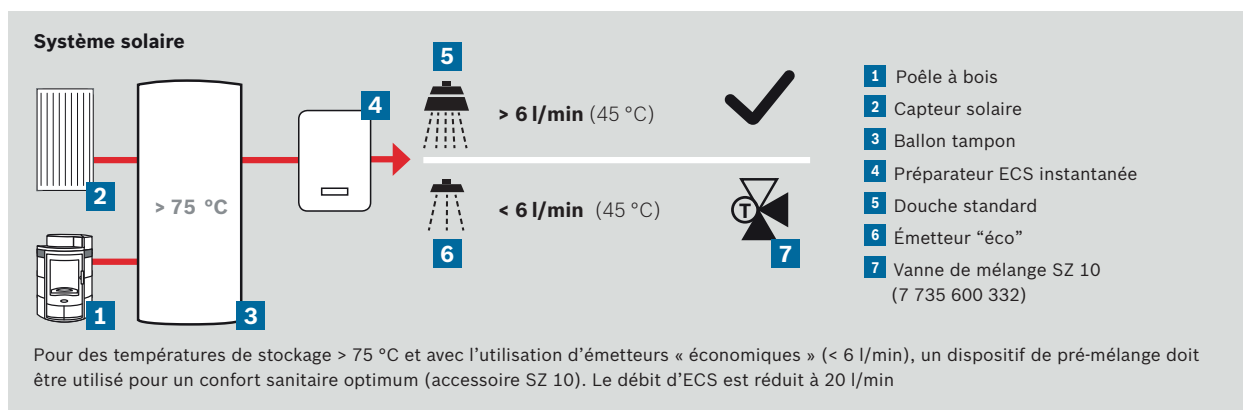 Système solaire
5
4
> 6 l/min (45 °C)
2
> 75 °C
< 6 l/min (45 °C)
T
6
7
1
3
1 Poêle à bois
2 Capteur solaire
3 Ballon tampon
4 Préparateur ECS instantanée
5 Douche standard
6 Émetteur “éco”
7 Vanne de mélange SZ 10
(7 735 600 332)
Pour des températures de stockage > 75 °C et avec l’utilisation d’émetteurs « économiques » (< 6 l/min), un dispositif de pré-mélange doit
être utilisé pour un confort sanitaire optimum (accessoire SZ 10). Le débit d’ECS est réduit à 20 l/min